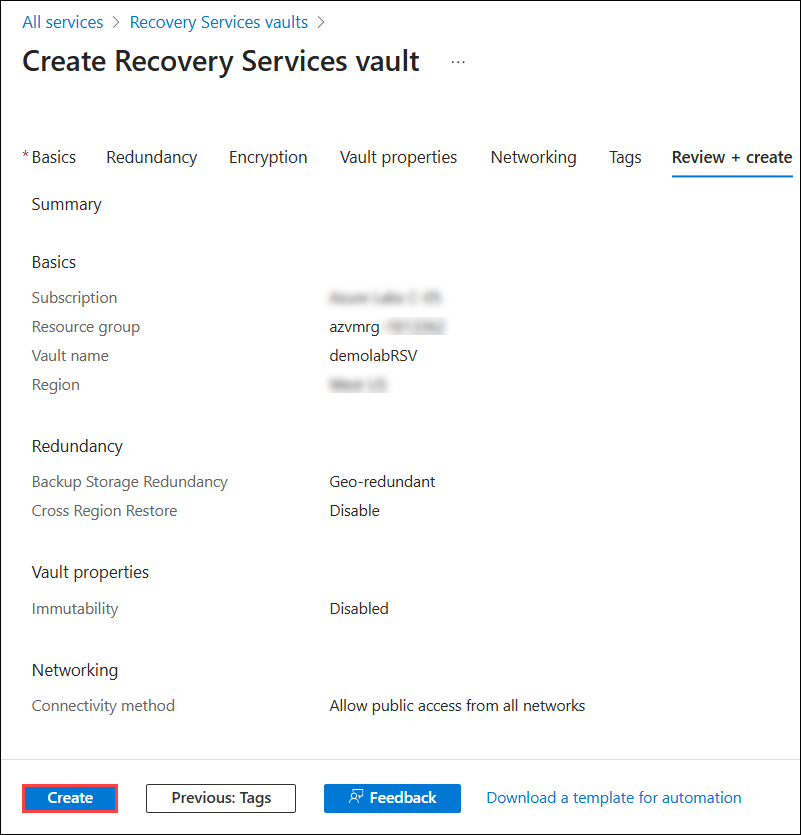 All services > Recovery Services vaults >
Create Recovery Services vault ...
* Basics Redundancy Encryption Vault properties Networking Tags Review + create
Summary
Basics
Subscription
Resource group azvmrg
Vault name demolabRSV
Region
Redundancy
Backup Storage Redundancy Geo-redundant
Cross Region Restore Disable
Vault properties
Immutability Disabled
Networking
Connectivity method Allow public access from all networks
Create Previous: Tags Feedback Download a template for automation